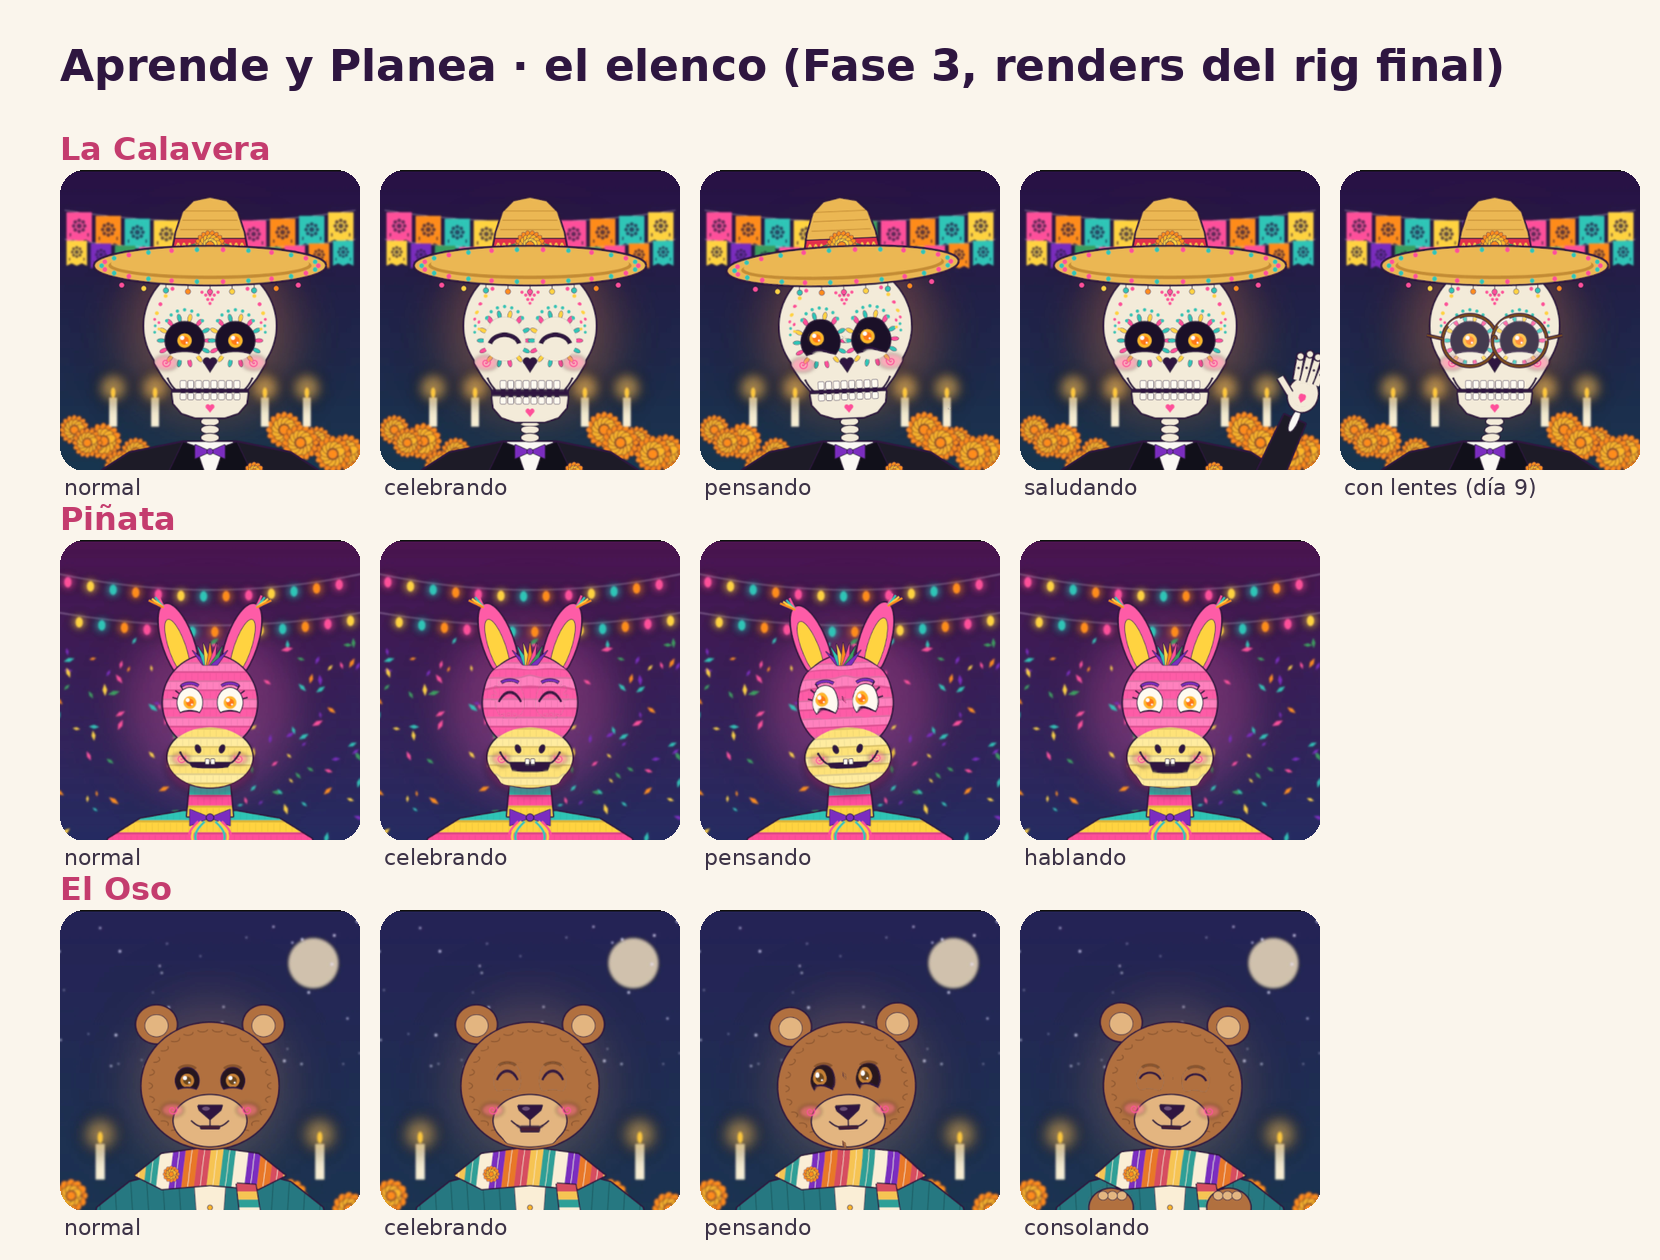 Aprende y Planea · el elenco (Fase 3, renders del rig final)
La Calavera
normal celebrando pensando saludando con lentes (día 9)
Piñata
normal celebrando pensando hablando
El Oso
normal celebrando pensando consolando